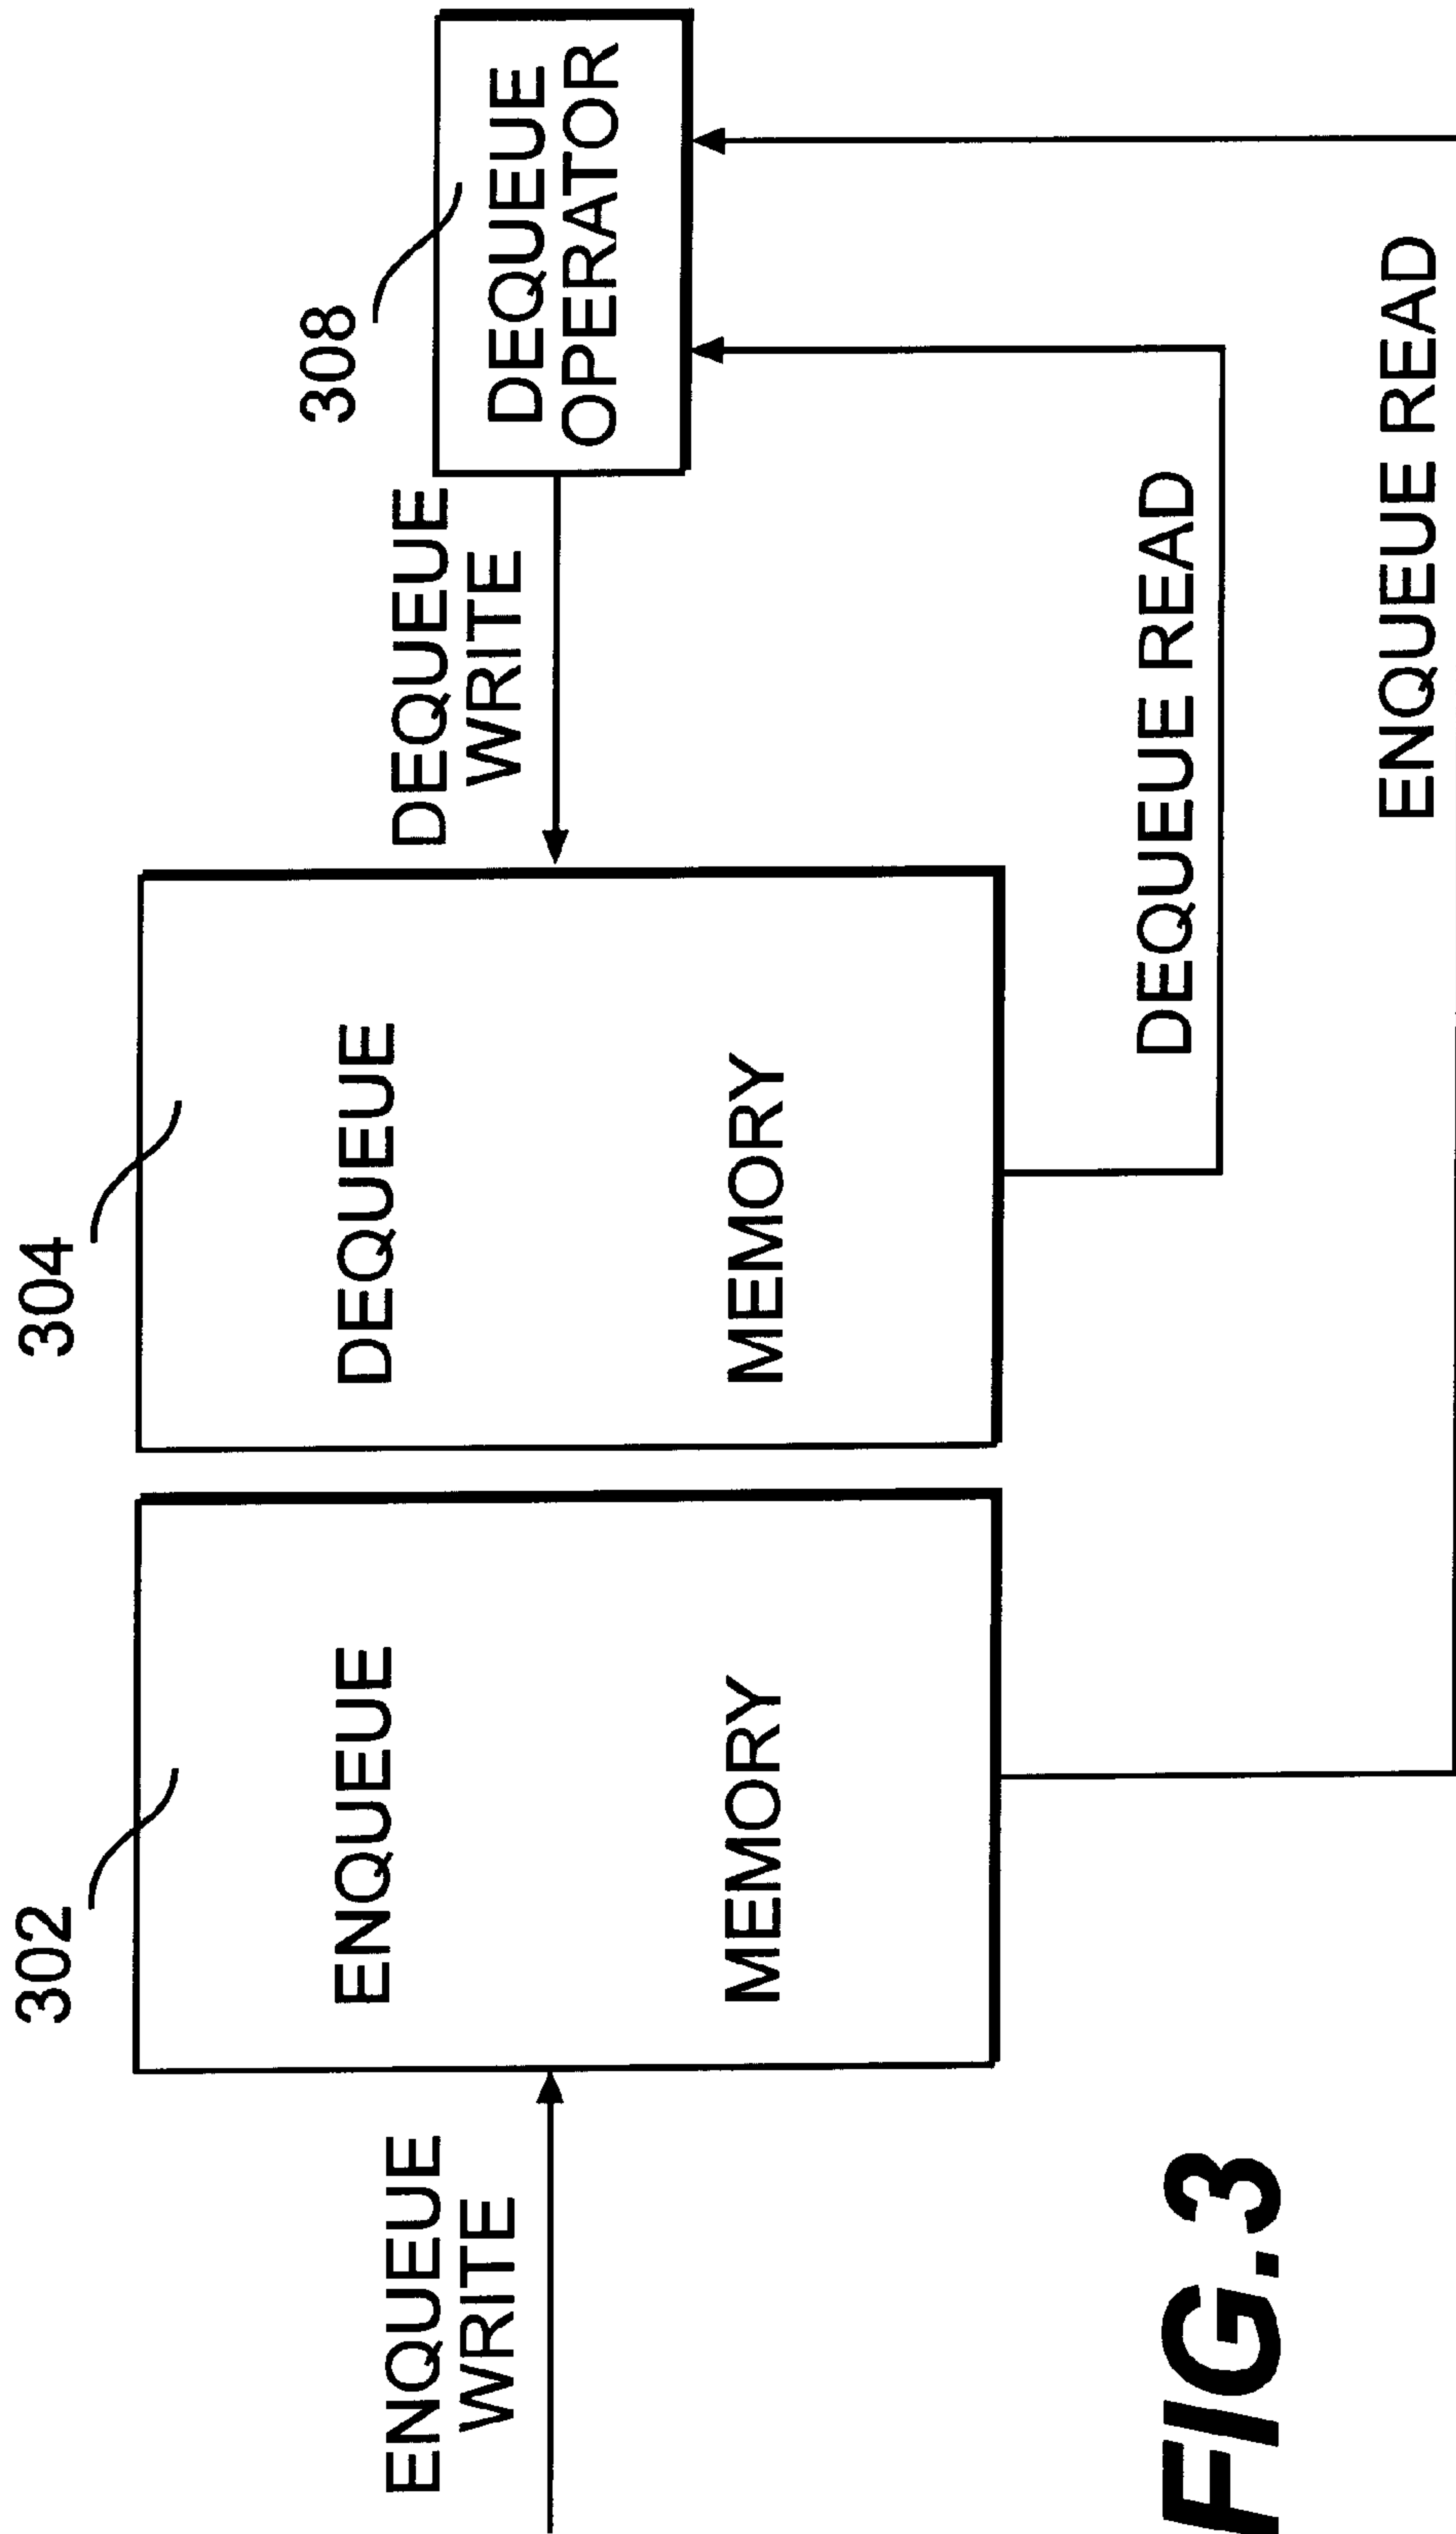 302
304
308
ENQUEUE
WRITE
ENQUEUE
MEMORY
DEQUEUE
MEMORY
DEQUEUE
WRITE
DEQUEUE
OPERATOR
DEQUEUE READ
ENQUEUE READ
FIG.3